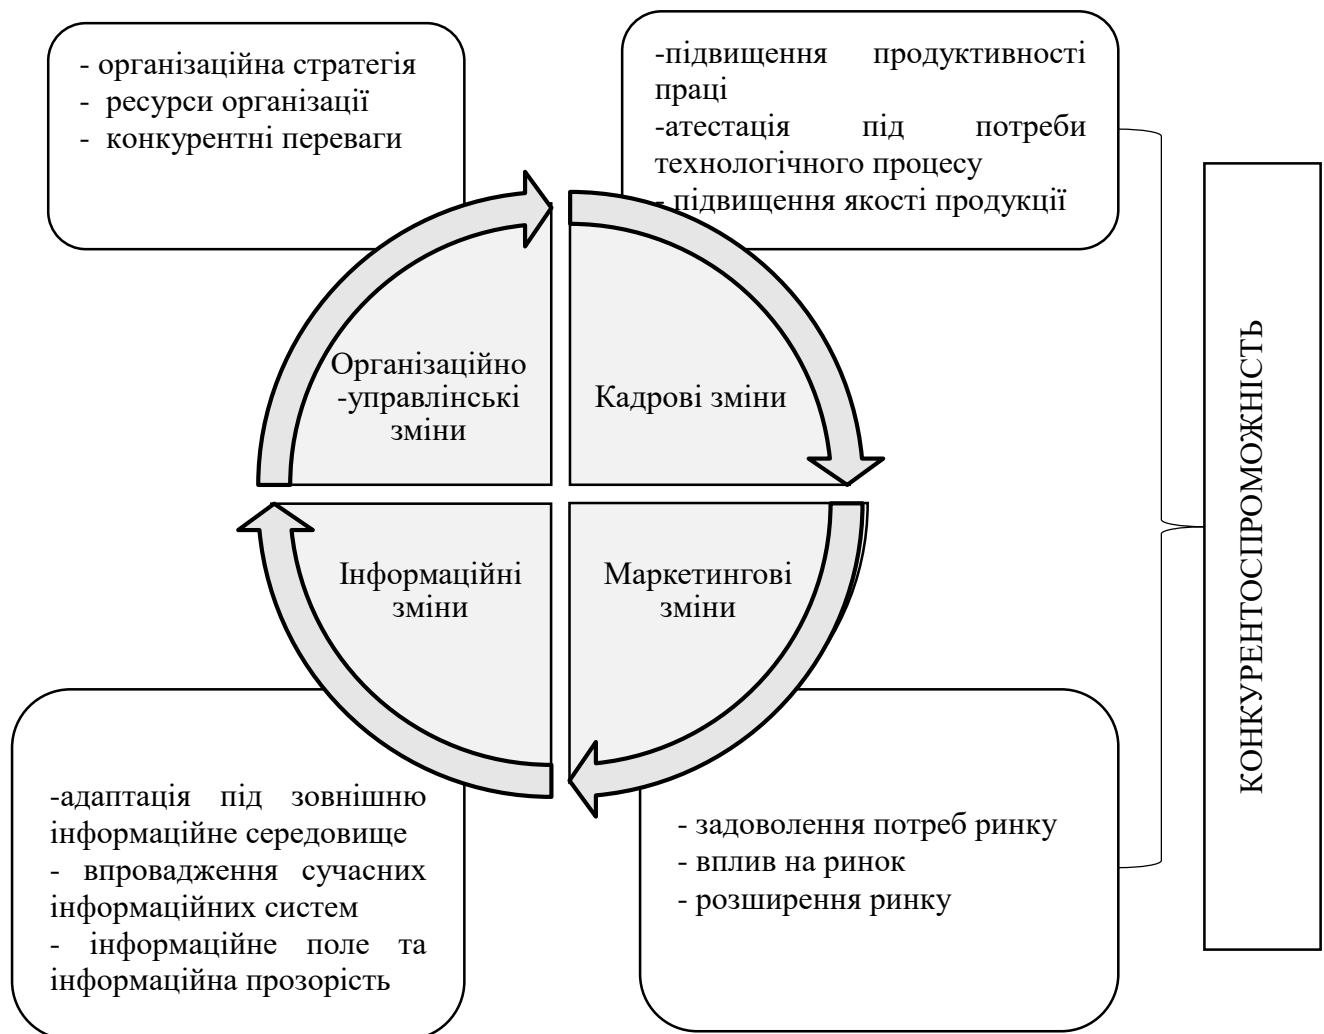 - організаційна стратегія
- ресурси організації
- конкурентні переваги
-підвищення продуктивності
праці
-атестація під потреби
технологічного процесу
- підвищення якості продукції
Організаційно
-управлінські
зміни
Кадрові зміни
Інформаційні
зміни
Маркетингові
зміни
-адаптація під зовнішню
інформаційне середовище
- впровадження сучасних
інформаційних систем
- інформаційне поле та
інформаційна прозорість
- задоволення потреб ринку
- вплив на ринок
- розширення ринку
КОНКУРЕНТОСПРОМОЖНІСТЬ